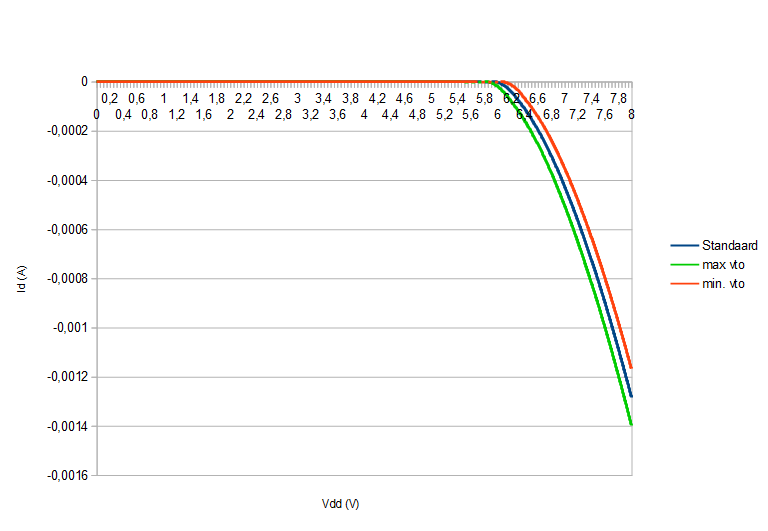 0
0,2 0,6 1 1,4 1,8 2,2 2,6 3 3,4 3,8 4,2 4,6 5 5,4 5,8 6,2 6,6 7 7,4 7,8
0 0,4 0,8 1,2 1,6 2 2,4 2,8 3,2 3,6 4 4,4 4,8 5,2 5,6 6 6,4 6,8 7,2 7,6 8
-0,0002
-0,0004
-0,0006
-0,0008
-0,001
-0,0012
-0,0014
-0,0016
Id (A)
Vdd (V)
Standaard
max vto
min. vto